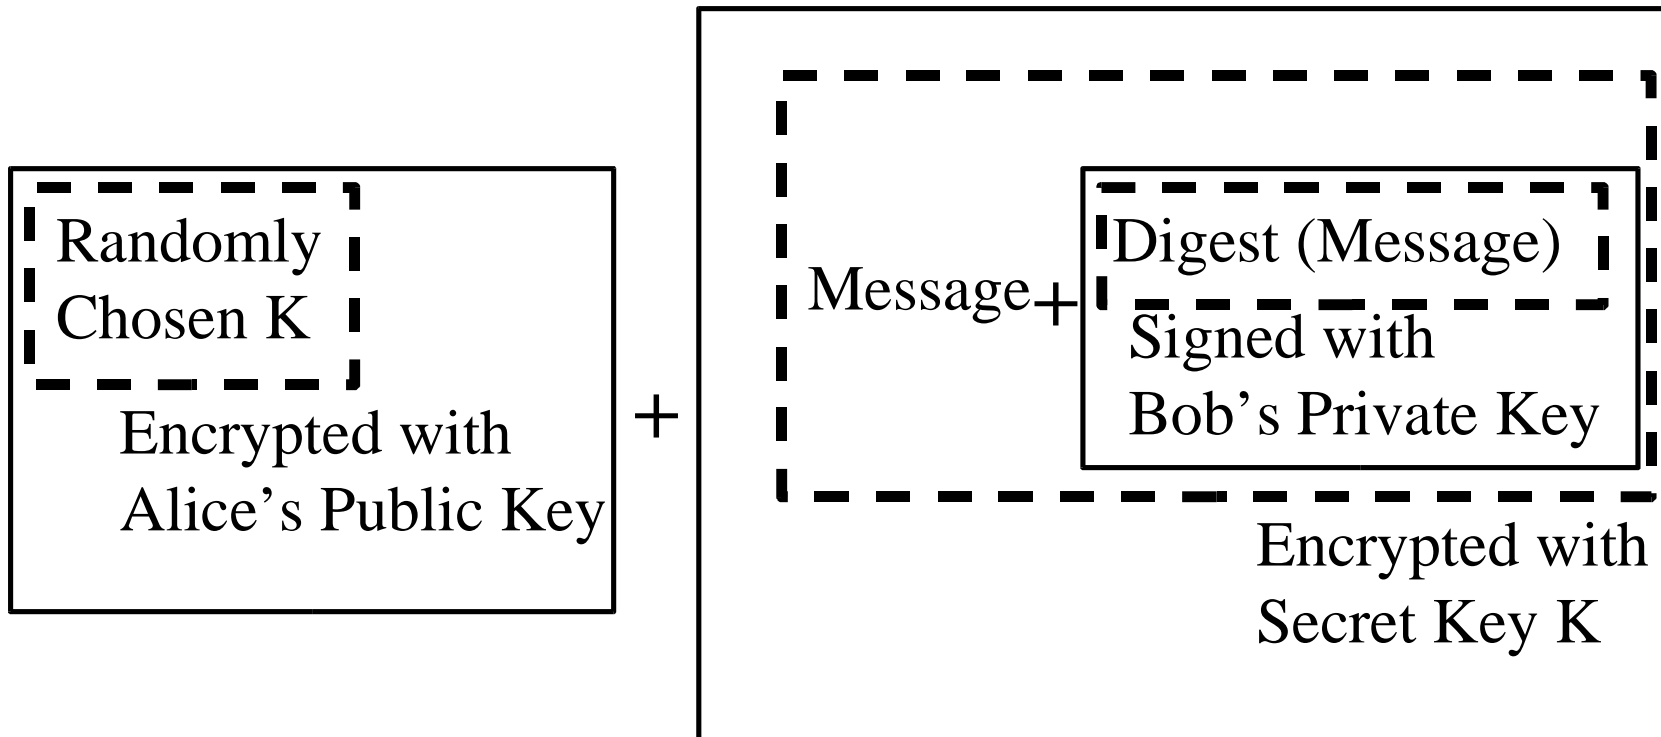 Randomly
Chosen K
Encrypted with
Alice’s Public Key
+
Message+
Digest (Message)
Signed with
Bob’s Private Key
Encrypted with
Secret Key K